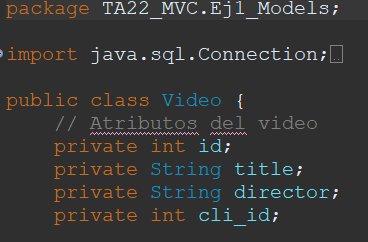 package TA22_MVC.Ej1_Models;
import java.sql.Connection;
public class Video {
// Atributos del video
private int id;
private String title;
private String director;
private int cli_id;